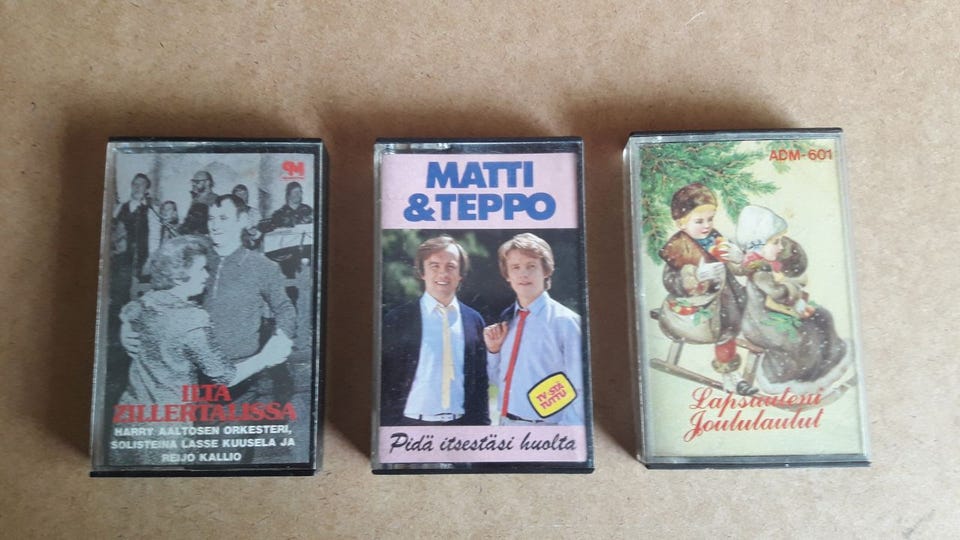 ILTA
ZILLERTALISSA
HARRY AALTOSEN ORKESTERI,
SOLISTEINA LASSE KUUSELA JA
REIJO KALLIO
MATTI
&TEPPO
TV-STÄ
TUTTU
Pidä itsestäsi huolta
ADM-601
Lapsuuteni
Joululaulut